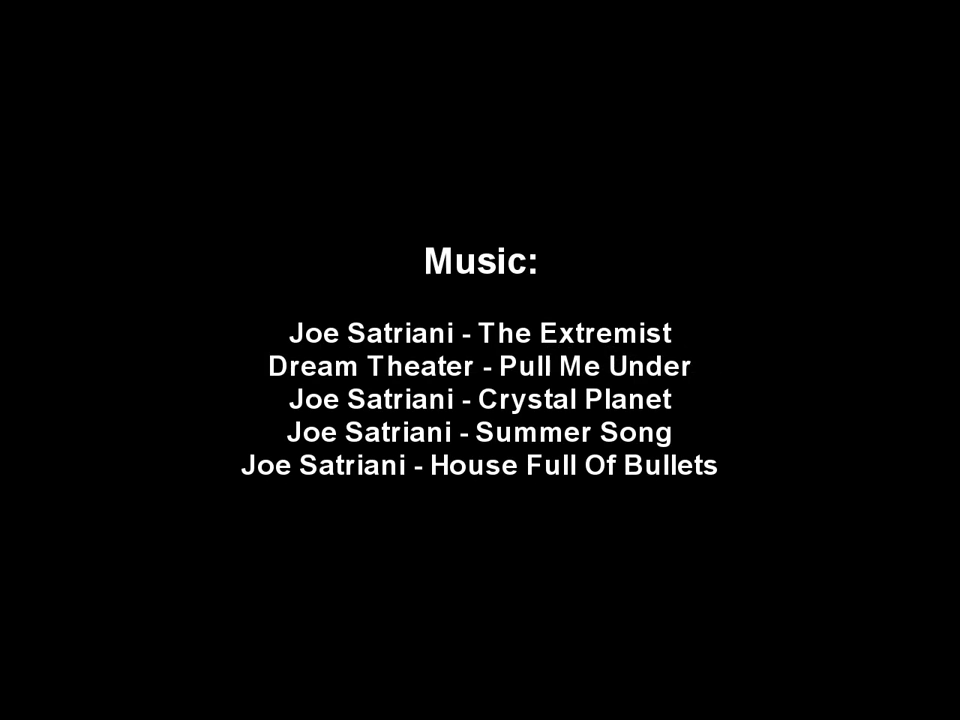 Music:
Joe Satriani - The Extremist
Dream Theater - Pull Me Under
Joe Satriani - Crystal Planet
Joe Satriani - Summer Song
Joe Satriani - House Full Of Bullets